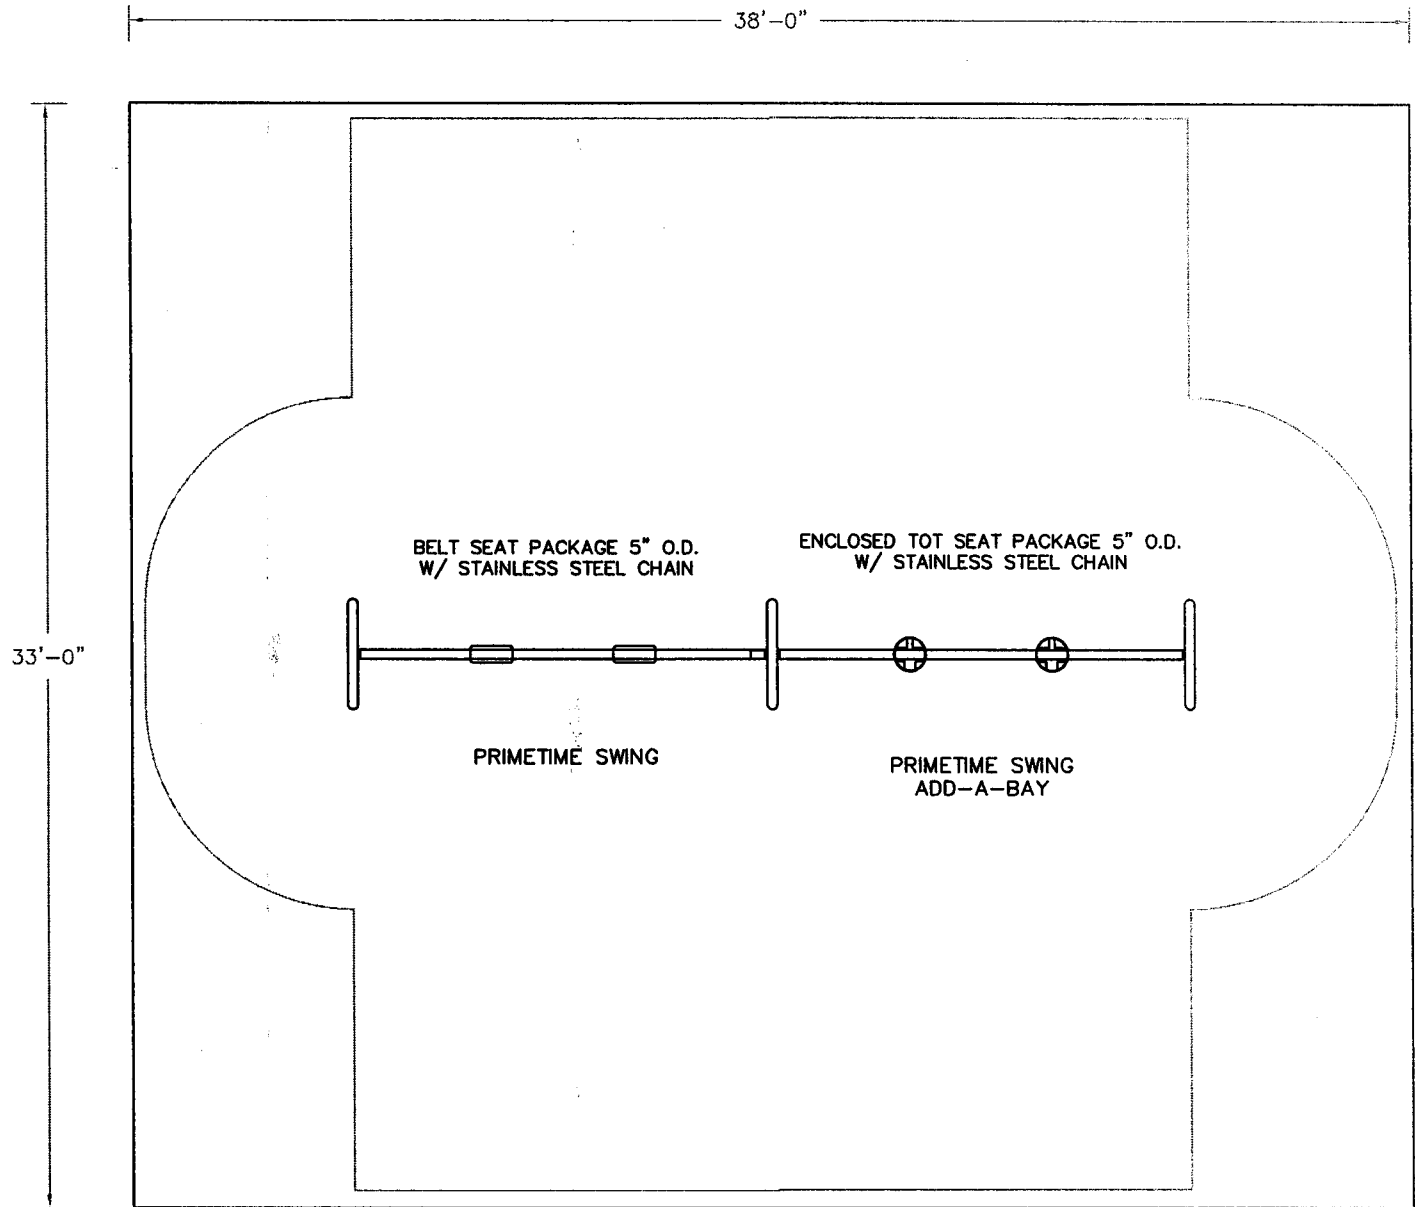 38'-0"
BELT SEAT PACKAGE 5" O.D.
W/ STAINLESS STEEL CHAIN
ENCLOSED TOT SEAT PACKAGE 5" O.D.
W/ STAINLESS STEEL CHAIN
33'-0"
PRIMETIME SWING
PRIMETIME SWING
ADD-A-BAY